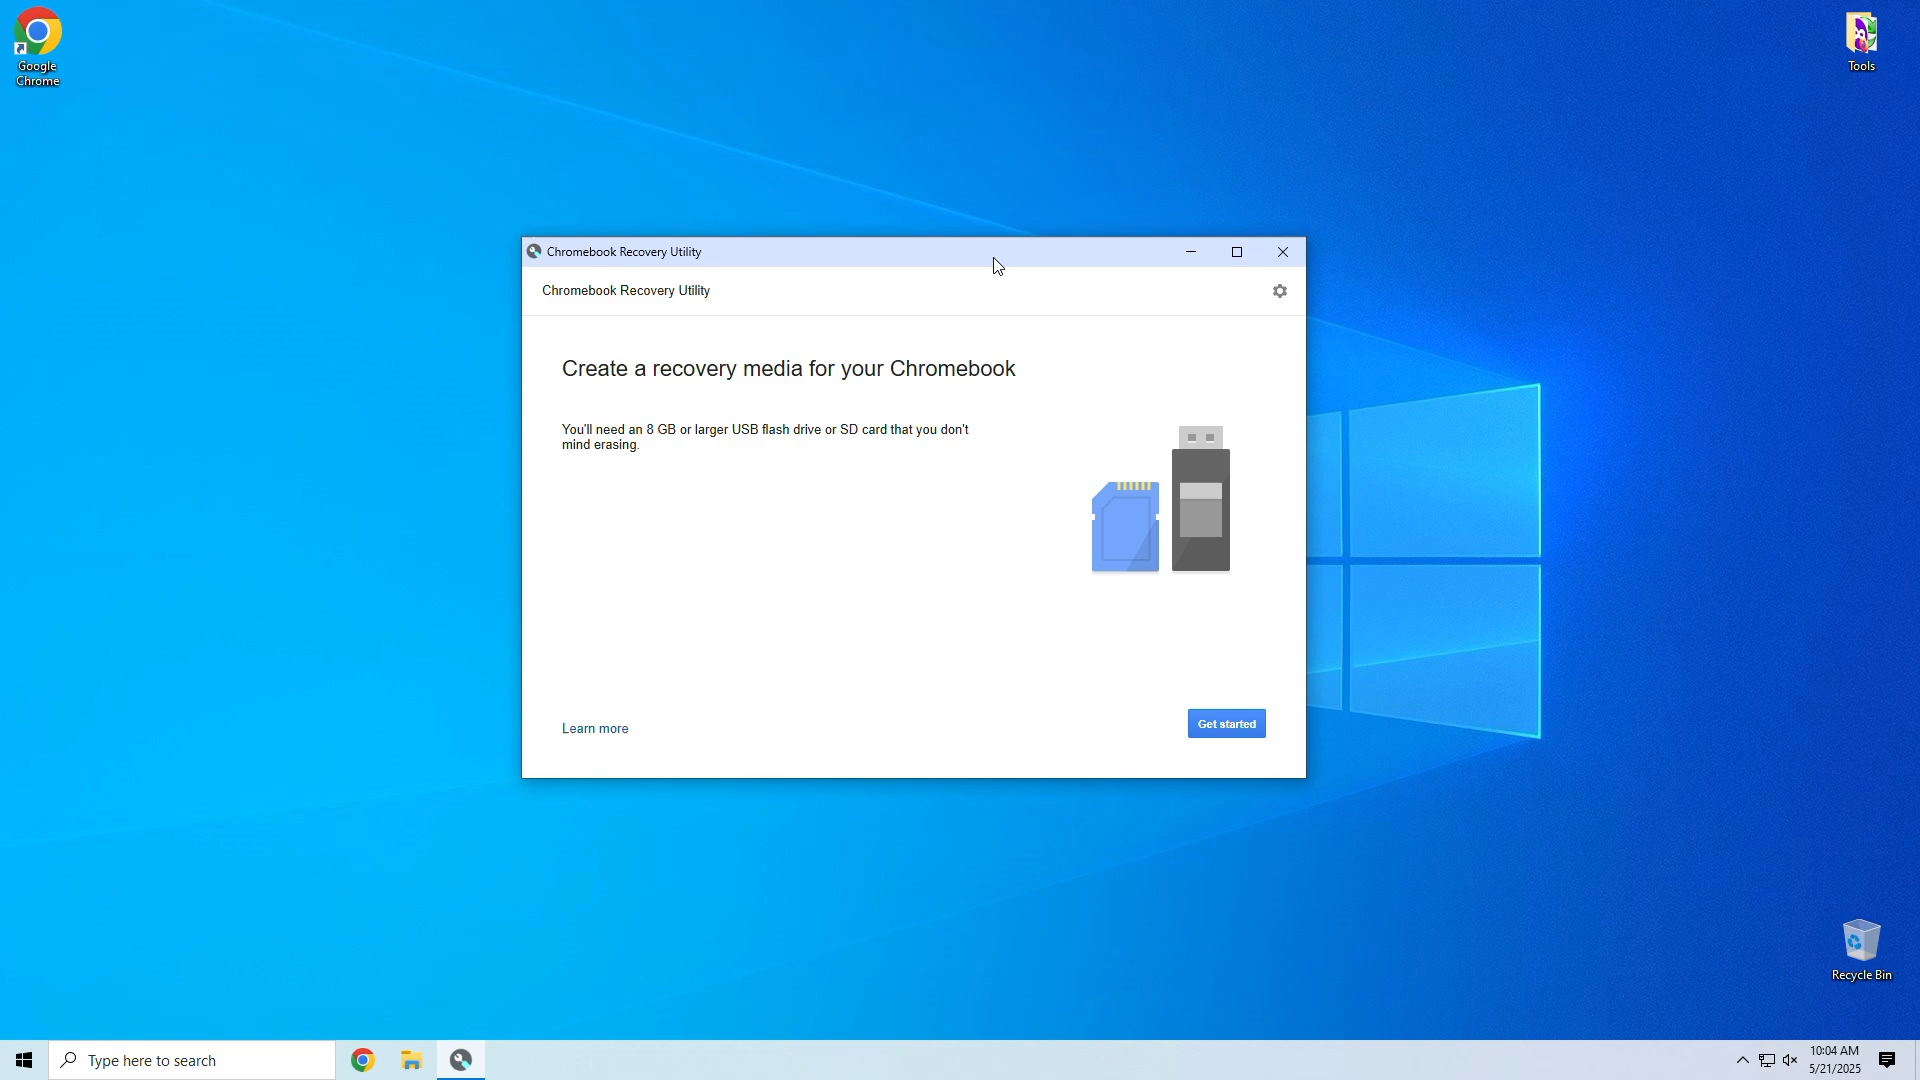 Google
Chrome
Tools
Chromebook Recovery Utility
Chromebook Recovery Utility
Create a recovery media for your Chromebook
You'll need an 8 GB or larger USB flash drive or SD card that you don't
mind erasing.
Learn more
Get started
Recycle Bin
Type here to search
10:04 AM
5/21/2025